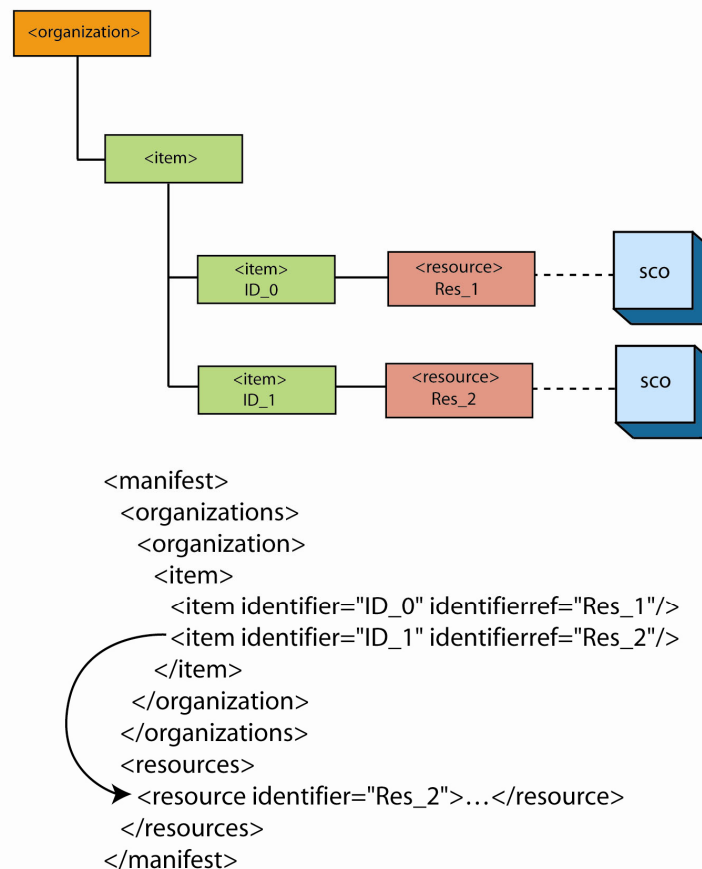 <organization>
<item>
<item>
ID_0
<resource>
Res_1
sco
<item>
ID_1
<resource>
Res_2
sco
<manifest>
<organizations>
<organization>
<item>
<item identifier="ID_0" identifierref="Res_1"/>
<item identifier="ID_1" identifierref="Res_2"/>
</item>
</organization>
</organizations>
<resources>
<resource identifier="Res_2">…</resource>
</resources>
</manifest>